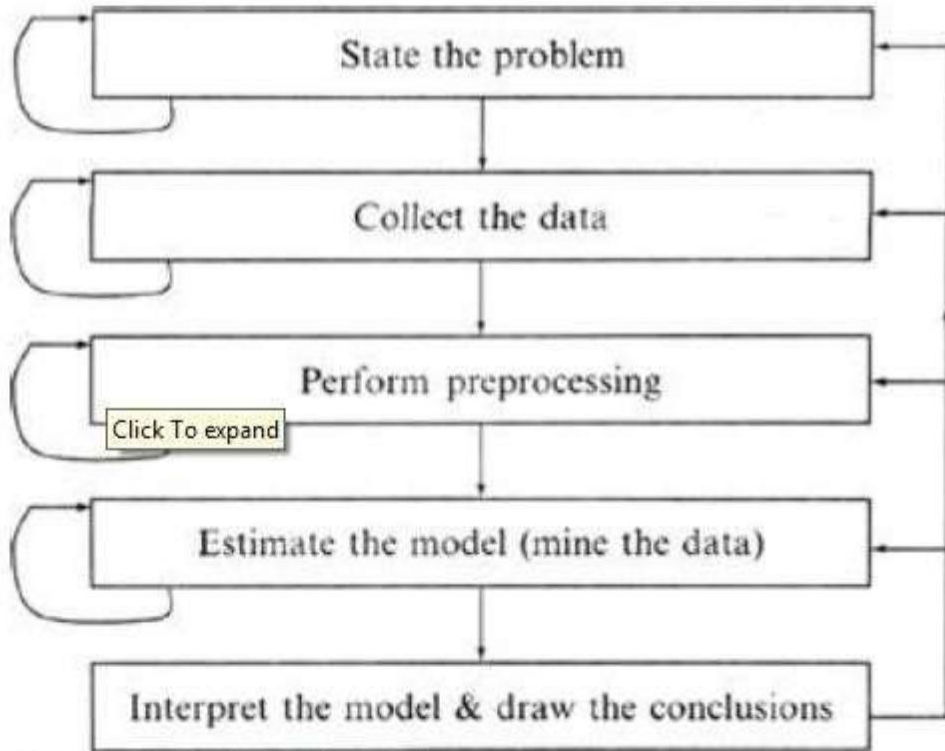 State the problem
Collect the data
Perform preprocessing
Click To expand
Estimate the model (mine the data)
Interpret the model & draw the conclusions